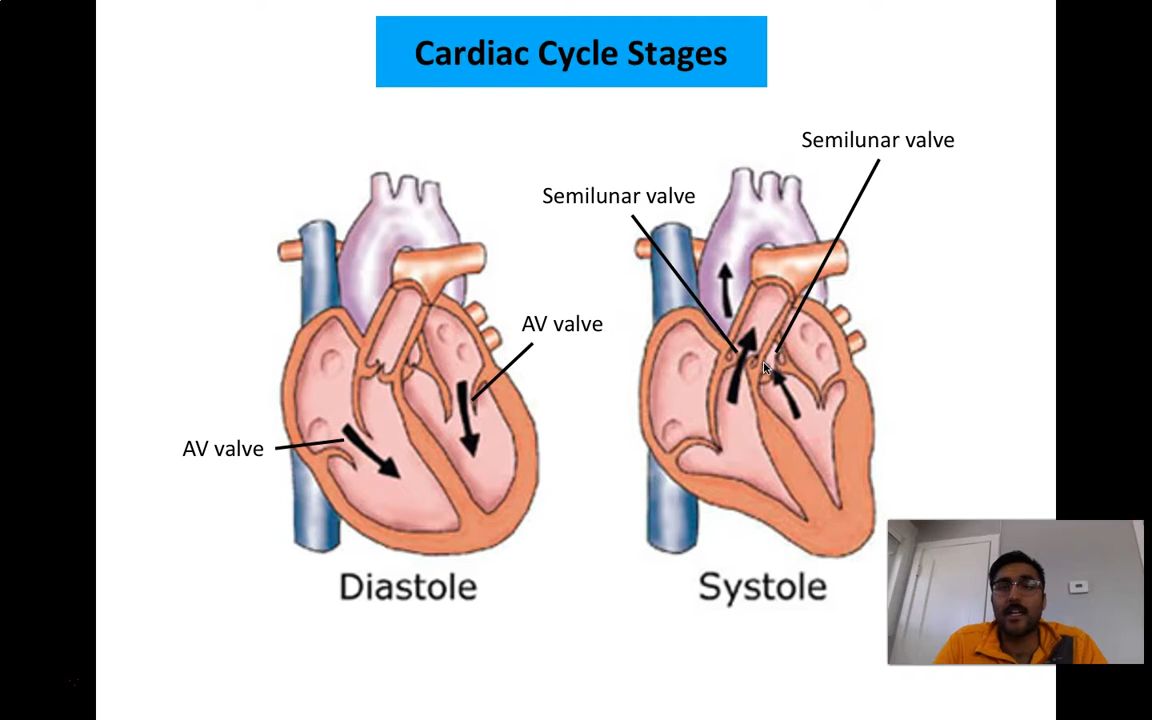 Cardiac Cycle Stages
Semilunar valve
Semilunar valve
AV valve
AV valve
Diastole
Systole